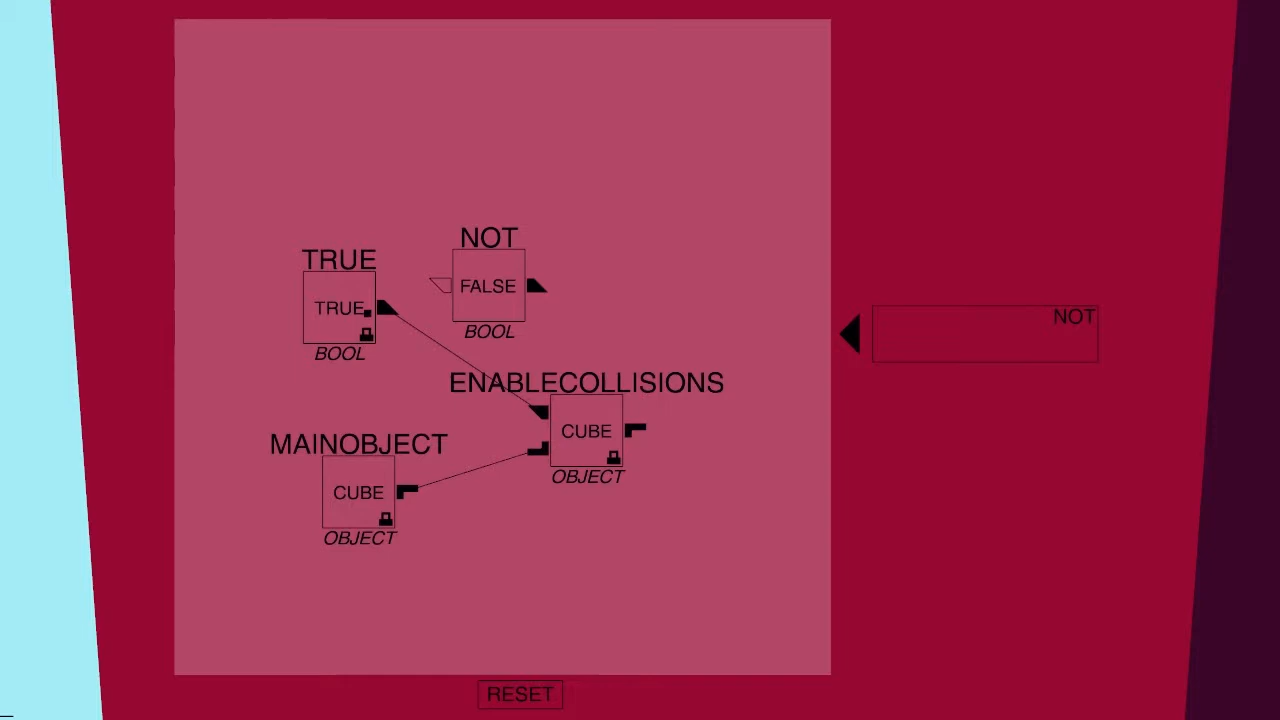 NOT
FALSE
BOOL
TRUE
TRUE
BOOL
NOT
ENABLECOLLISIONS
CUBE
OBJECT
MAINOBJECT
CUBE
OBJECT
RESET